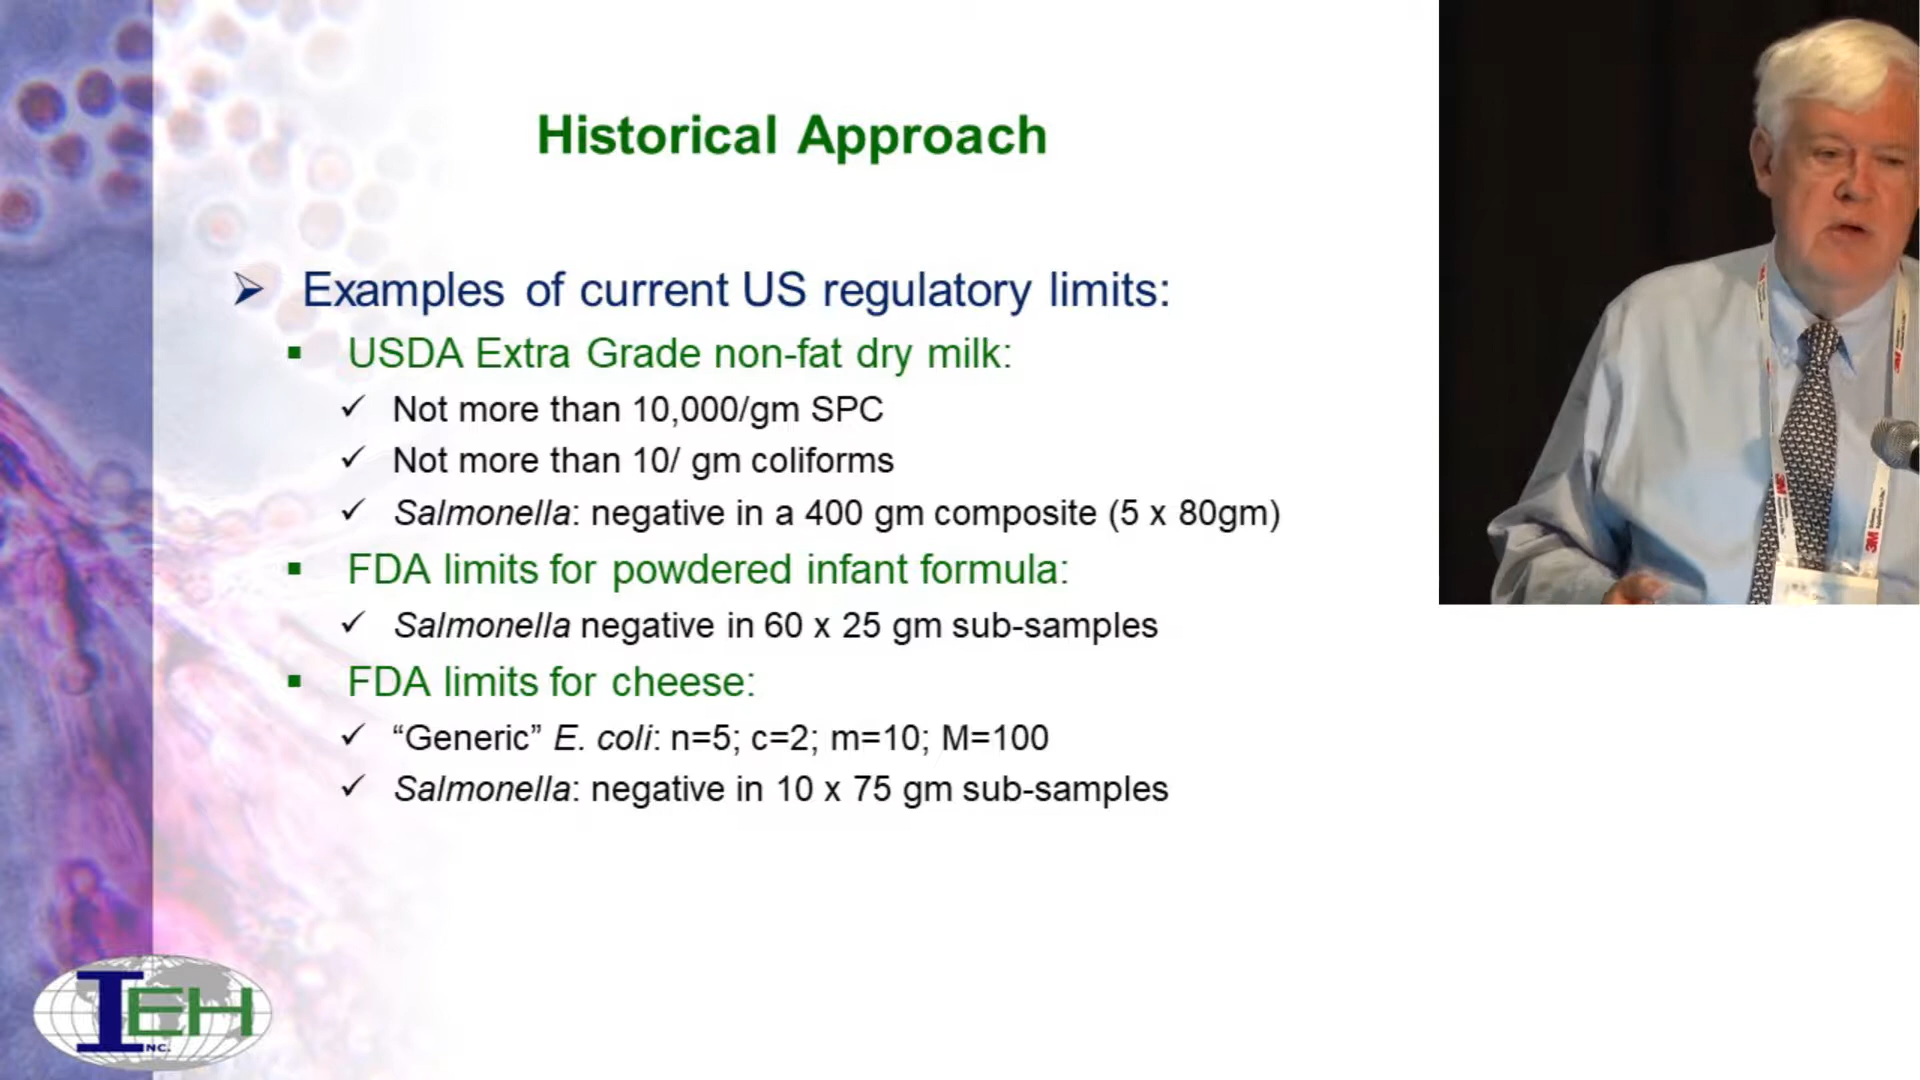 Historical Approach
Examples of current US regulatory limits:
USDA Extra Grade non-fat dry milk:
Not more than 10,000/gm SPC
Not more than 10/ gm coliforms
Salmonella: negative in a 400 gm composite (5 x 80gm)
FDA limits for powdered infant formula:
Salmonella negative in 60 x 25 gm sub-samples
FDA limits for cheese:
“Generic” E. coli: n=5; c=2; m=10; M=100
Salmonella: negative in 10 x 75 gm sub-samples
IEH
INC.
3M
3M
3M